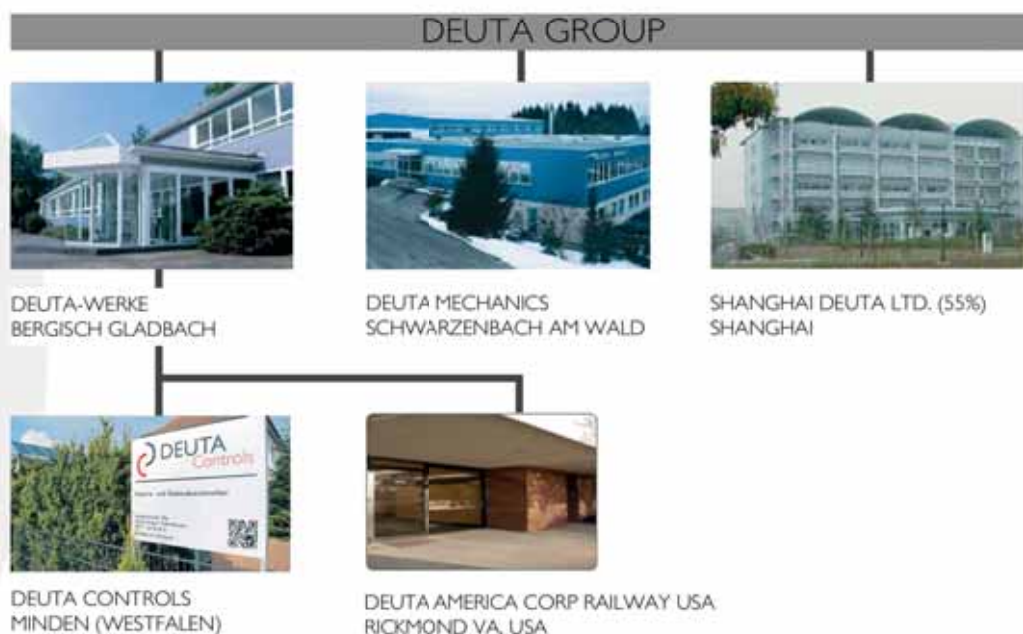 DEUTA GROUP
DEUTA-WERKE
BERGISCH GLADBACH
DEUTA MECHANICS
SCHWARZENBACH AM WALD
SHANGHAI DEUTA LTD. (55%)
SHANGHAI
DEUTA
Controls
DEUTA CONTROLS
MINDEN (WESTFALEN)
DEUTA AMERICA CORP RAILWAY USA
RICKMOND VA. USA